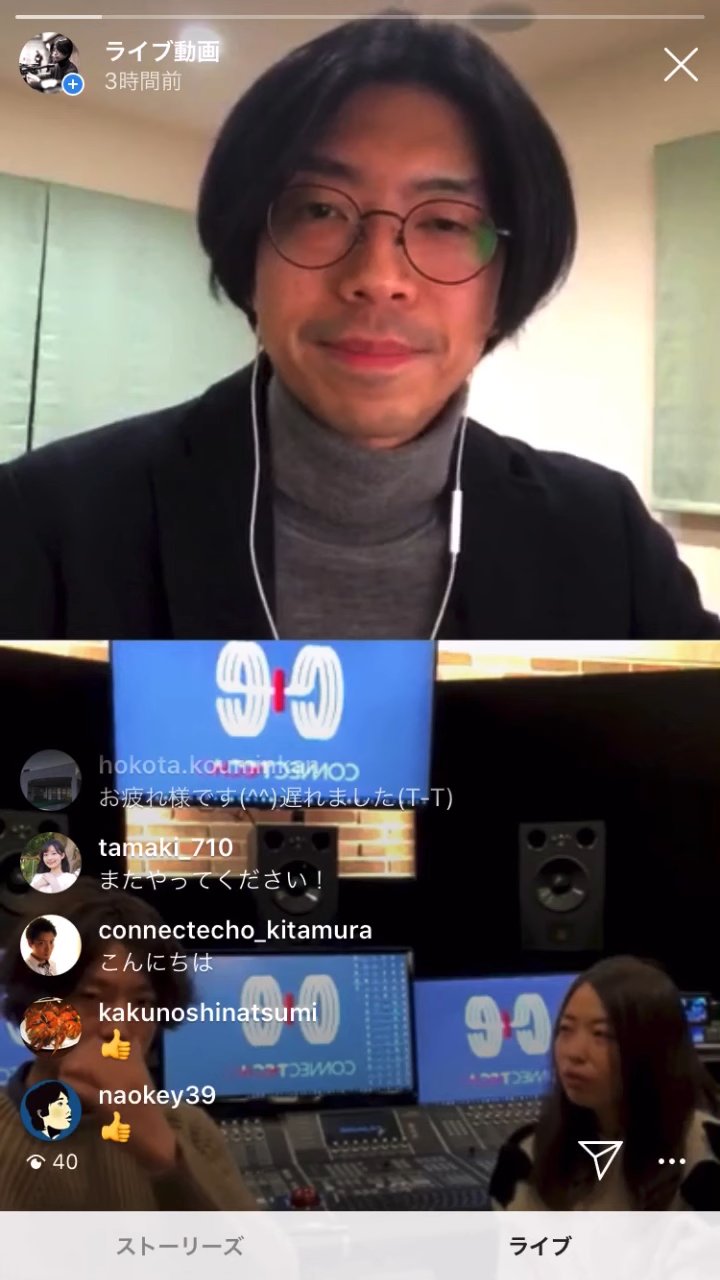 ライブ動画
3時間前
hokota.kouminkan
お疲れ様です(^^)遅れました(T-T)
tamaki_710
またやってください！
connectecho_kitamura
こんにちは
kakunoshinatsumi
👍
naokey39
👍
40
ストーリーズ
ライブ